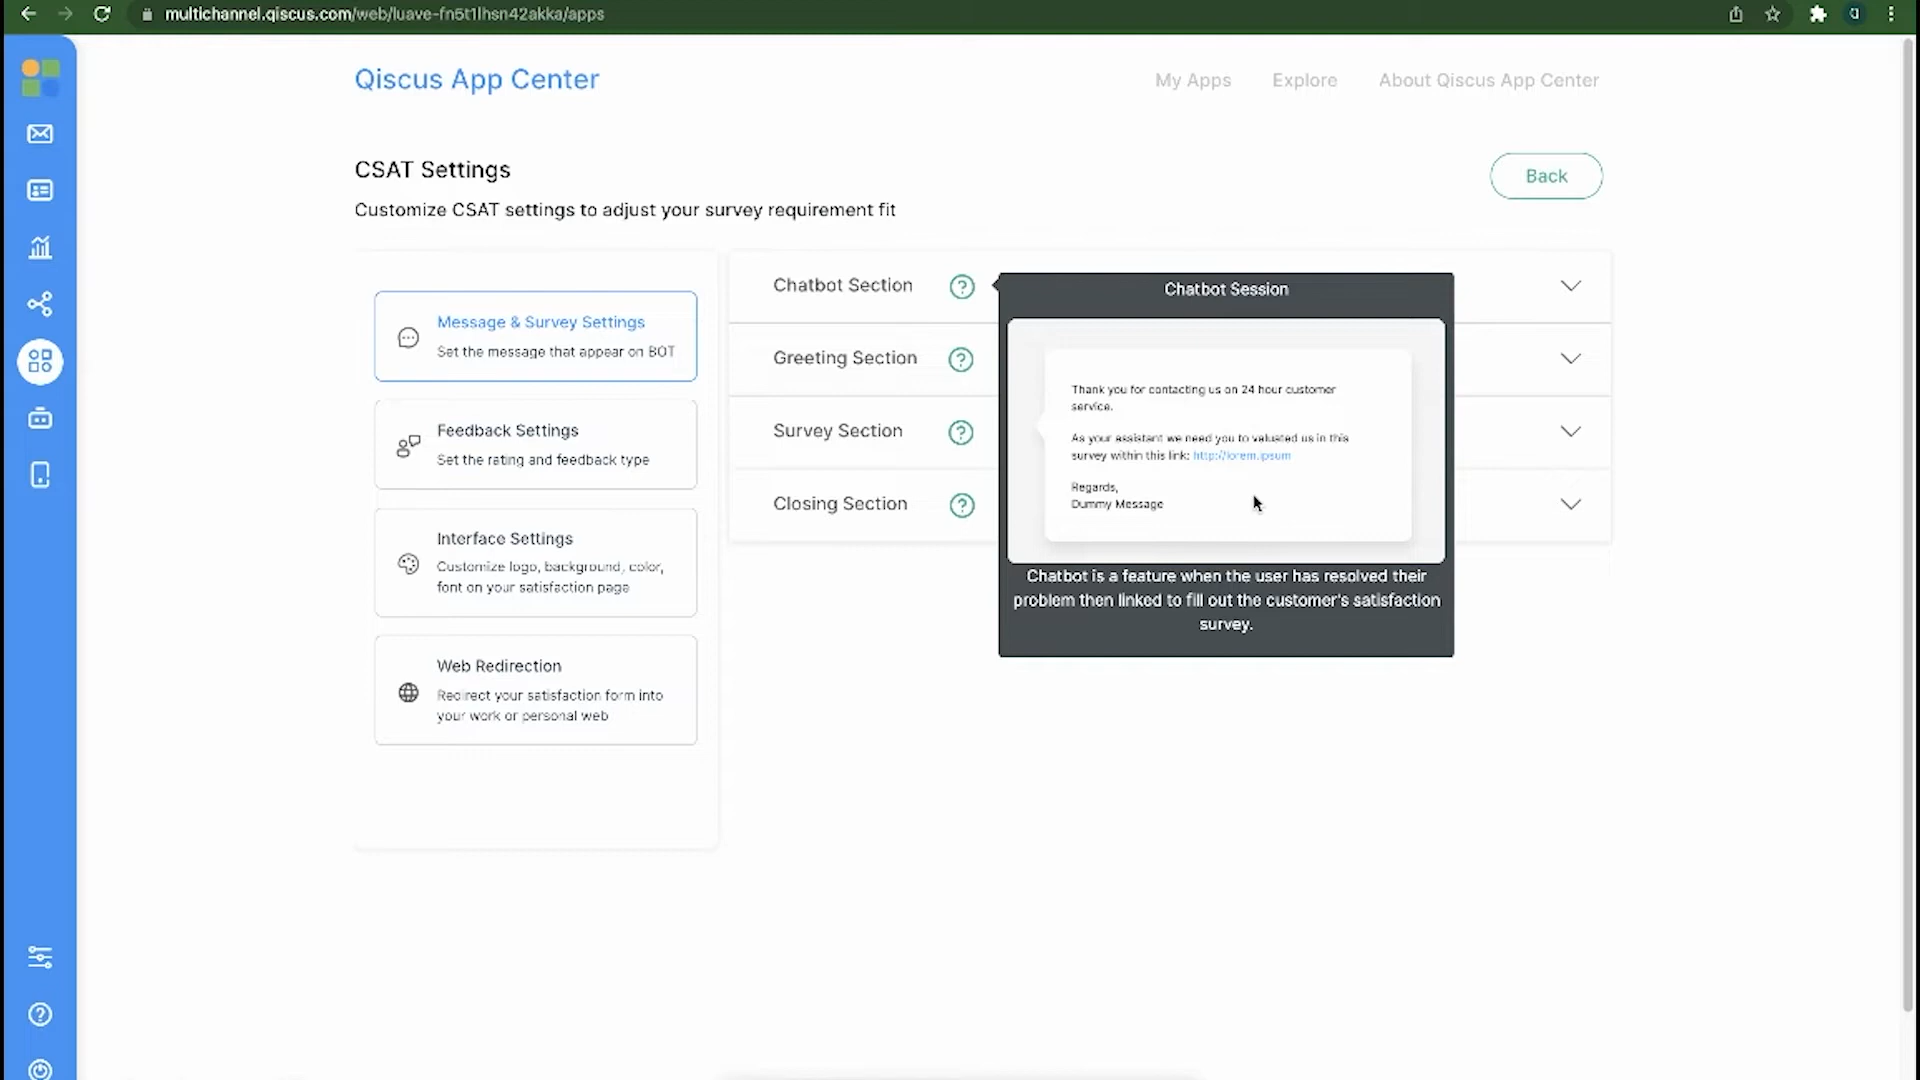 multichannel.qiscus.com/web/luave-fn5t1lhsn42akka/apps
Qiscus App Center
My Apps
Explore
About Qiscus App Center
CSAT Settings
Customize CSAT settings to adjust your survey requirement fit
Back
Message & Survey Settings
Set the message that appear on BOT
Feedback Settings
Set the rating and feedback type
Interface Settings
Customize logo, background, color,
font on your satisfaction page
Web Redirection
Redirect your satisfaction form into
your work or personal web
Chatbot Section
Greeting Section
Survey Section
Closing Section
Chatbot Session
Thank you for contacting us on 24 hour customer
service.
As your assistant we need you to valuated us in this
survey within this link: http://lorem.ipsum
Regards,
Dummy Message
Chatbot is a feature when the user has resolved their
problem then linked to fill out the customer's satisfaction
survey.